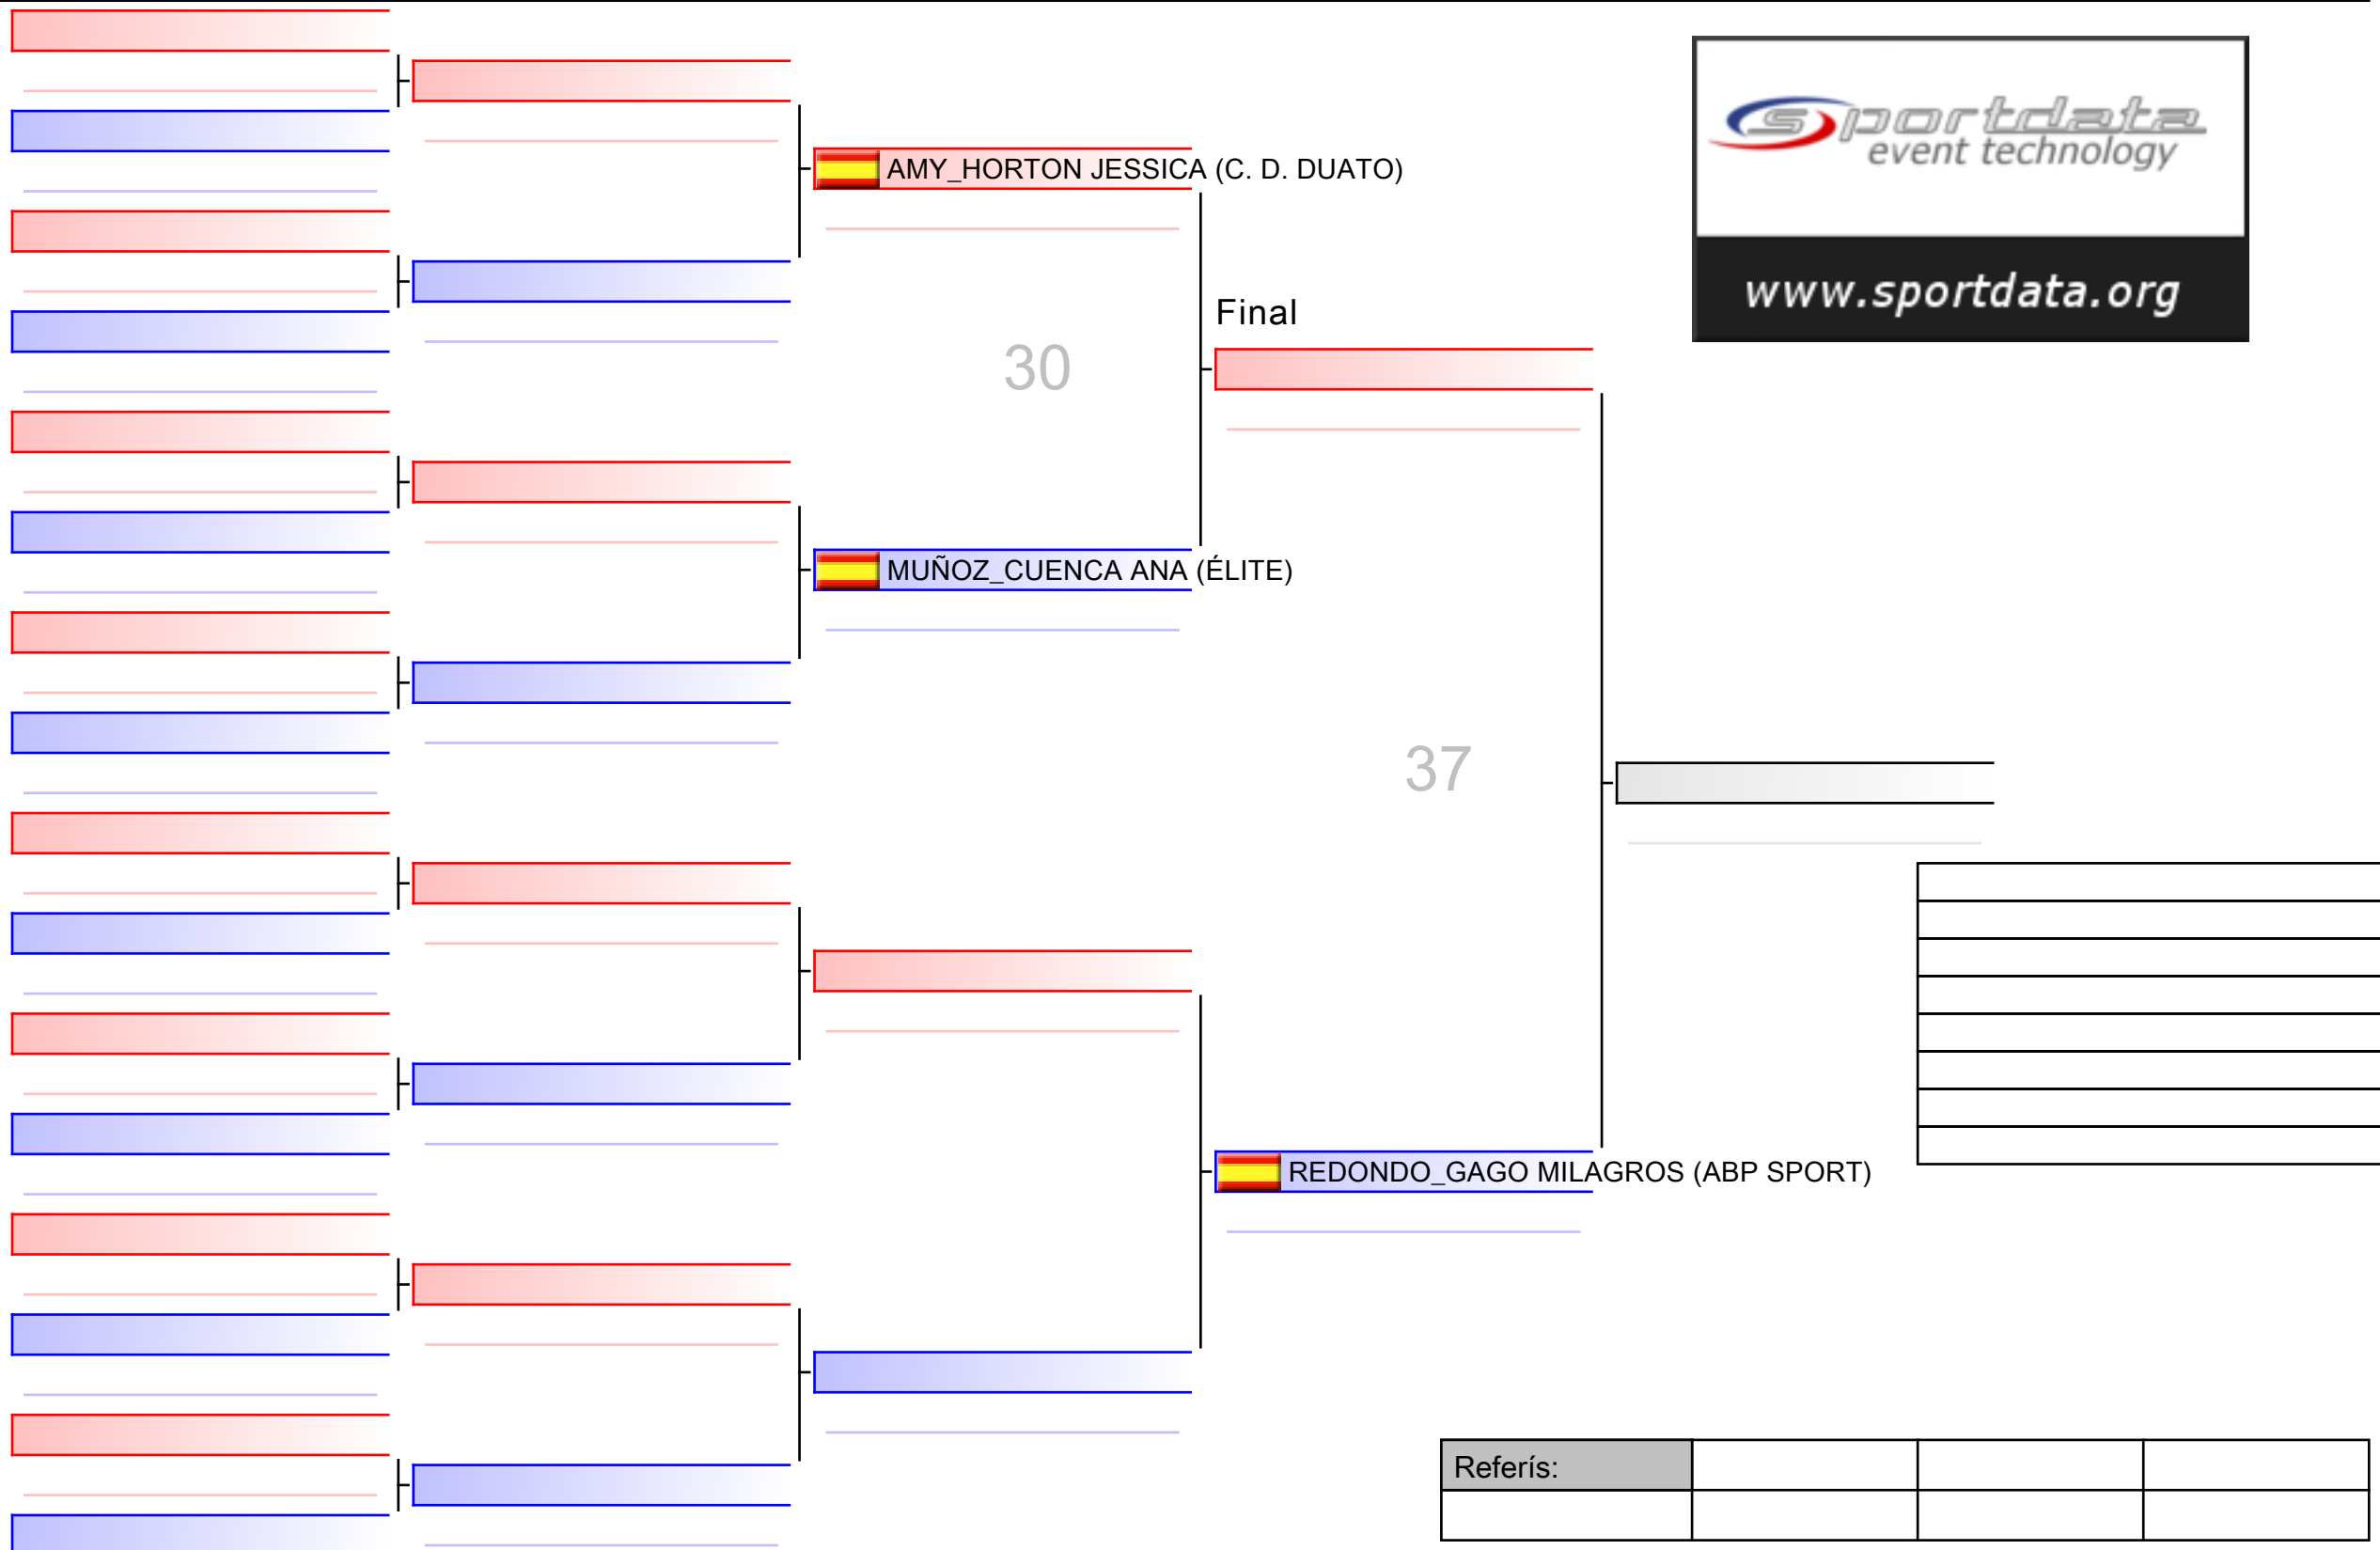 sportdata
event technology
www.sportdata.org
AMY_HORTON JESSICA (C. D. DUATO)
Final
30
MUÑOZ_CUENCA ANA (ÉLITE)
37
REDONDO_GAGO MILAGROS (ABP SPORT)
Referís: